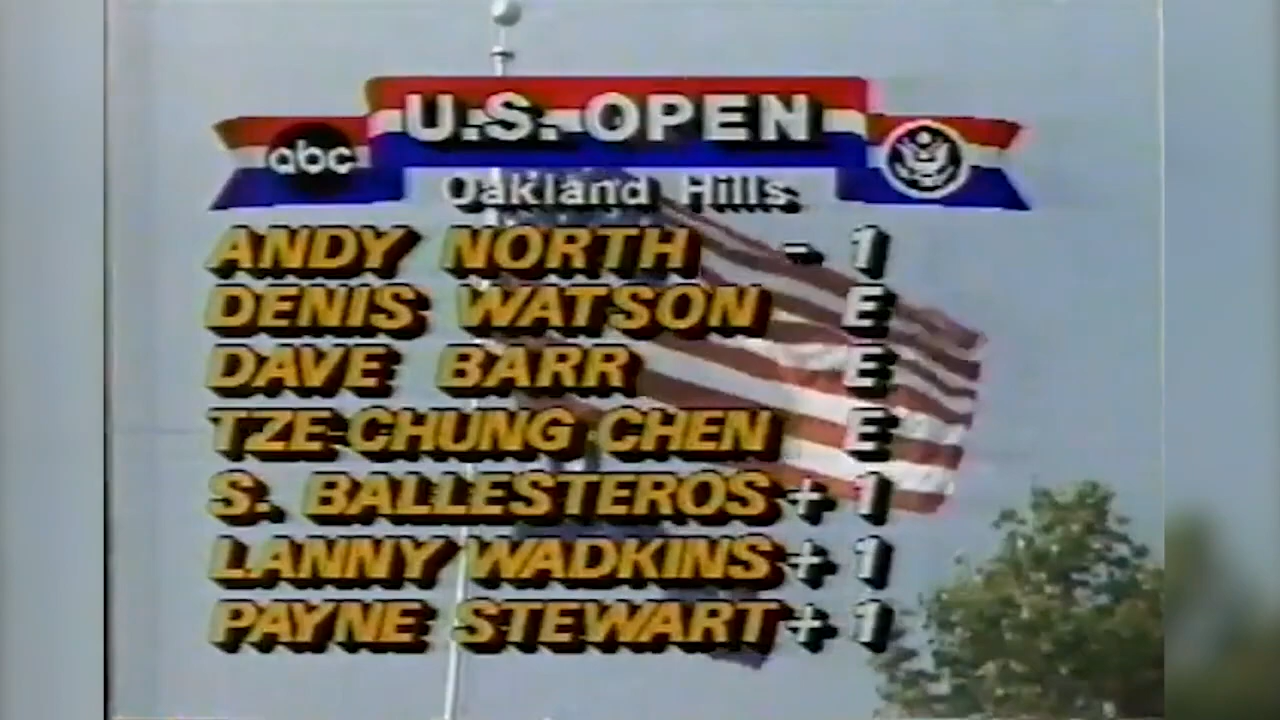 U.S. OPEN
abc
Oakland Hills
ANDY NORTH - 1
DENIS WATSON E
DAVE BARR E
TZE-CHUNG CHEN E
S. BALLESTEROS + 1
LANNY WADKINS + 1
PAYNE STEWART + 1